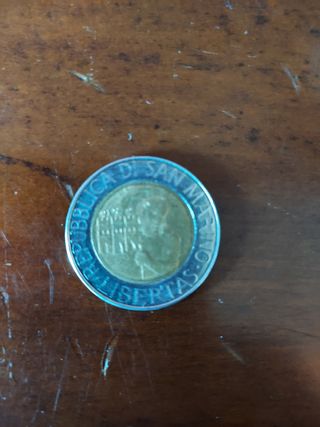 REPUBBLICA DI SAN MARINO
LIBERTAS